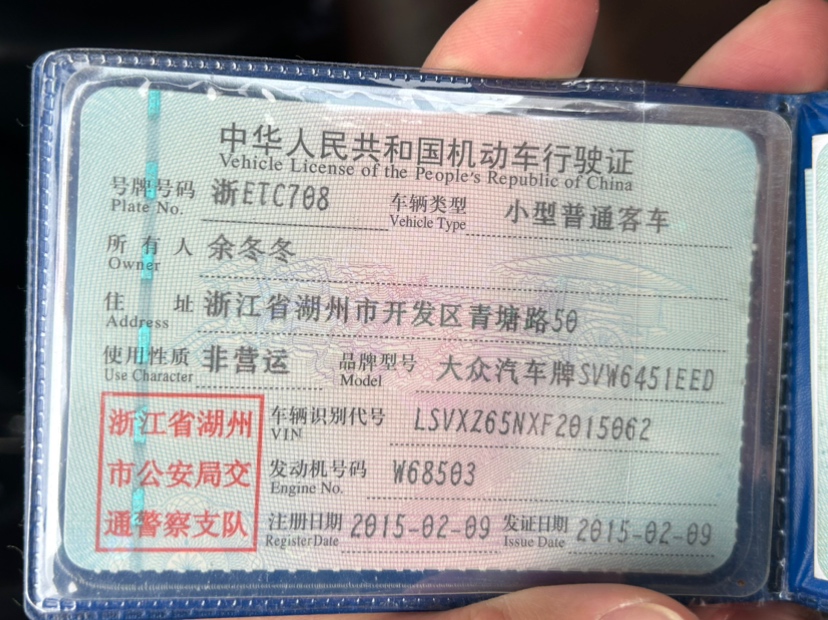 中华人民共和国机动车行驶证
Vehicle License of the People's Republic of China
号牌号码 浙ETC708 车辆类型 小型普通客车
Plate No. Vehicle Type
所有人 余冬冬
Owner
住址 浙江省湖州市开发区青塘路50
Address
使用性质 非营运 品牌型号 大众汽车牌SVW6451EED
Use Character Model
浙江省湖州 车辆识别代号 LSVXZ65NXF2015062
VIN
市公安局交 发动机号码 W68503
Engine No.
通警察支队 注册日期 2015-02-09 发证日期 2015-02-09
Register Date Issue Date